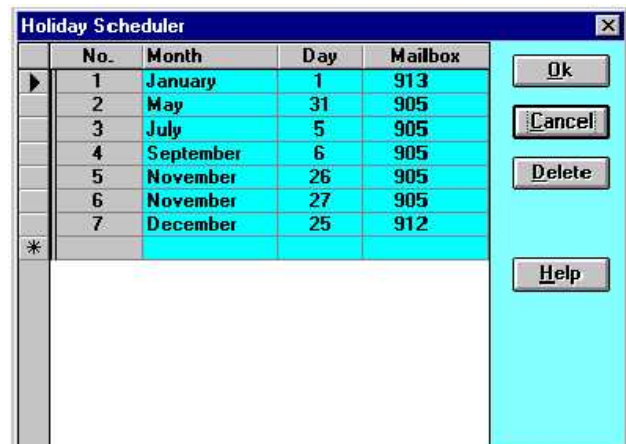 Holiday Scheduler
No. Month Day Mailbox
1 January 1 913
2 May 31 905
3 July 5 905
4 September 6 905
5 November 26 905
6 November 27 905
7 December 25 912
Ok
Cancel
Delete
Help